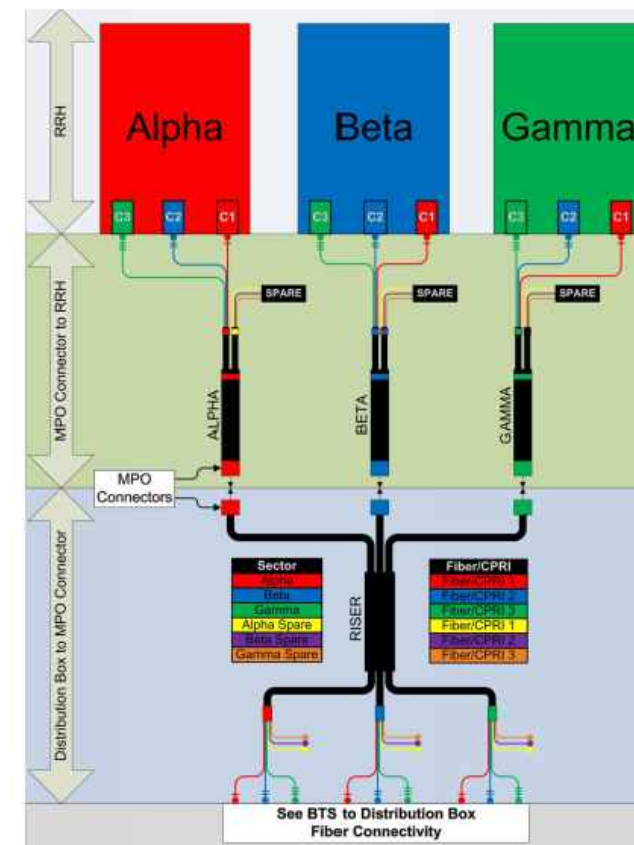 RRH
Alpha
Beta
Gamma
C3
C2
C1
C3
C2
C1
C3
C2
C1
MPO Connector to RRH
SPARE
SPARE
SPARE
ALPHA
BETA
GAMMA
MPO
Connectors
Distribution Box to MPO Connector
Sector
Alpha
Beta
Gamma
Alpha Spare
Beta Spare
Gamma Spare
RISER
Fiber/CPRI
Fiber/CPRI 1
Fiber/CPRI 2
Fiber/CPRI 3
Fiber/CPRI 1
Fiber/CPRI 2
Fiber/CPRI 3
See BTS to Distribution Box
Fiber Connectivity